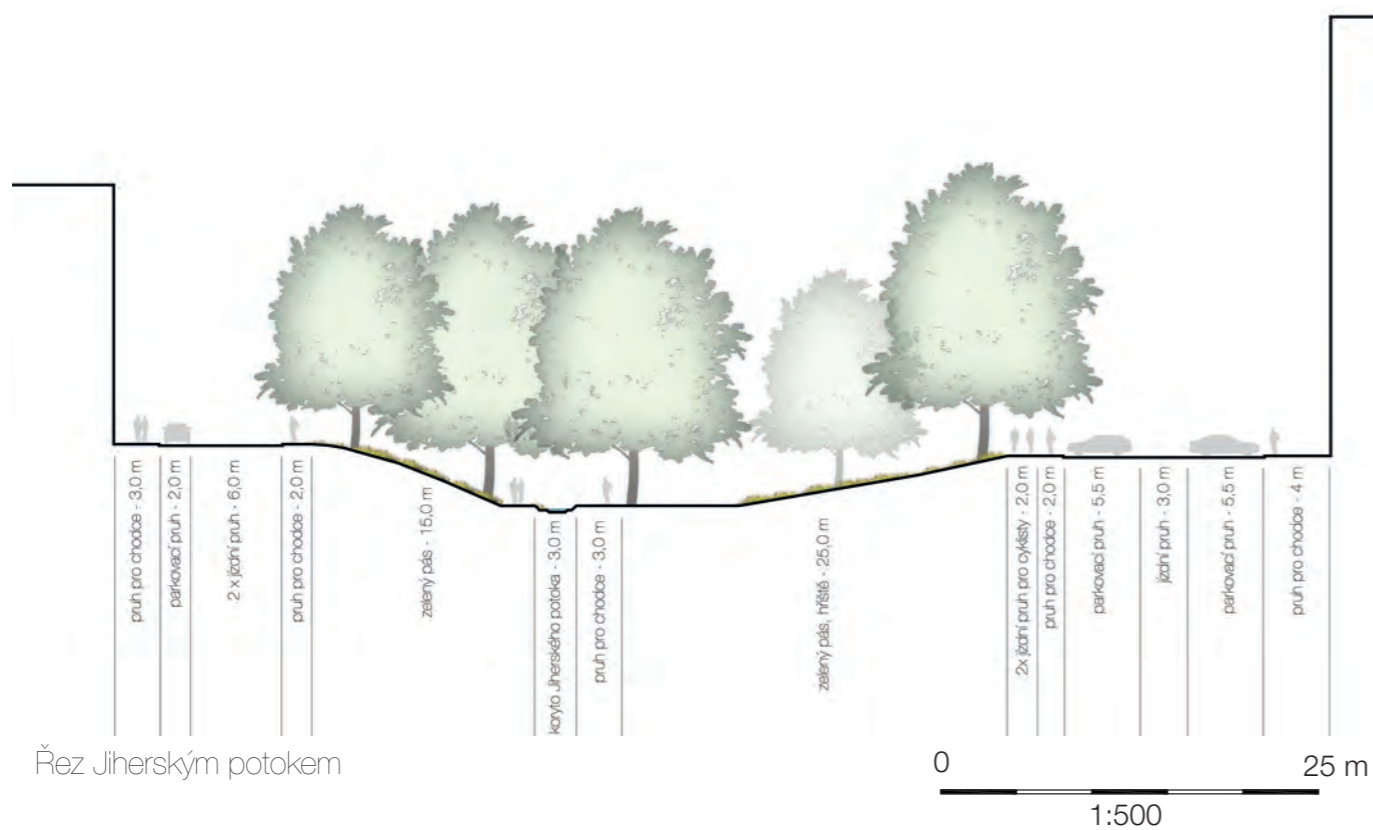 pruh pro chodce - 3,0 m
parkovací pruh - 2,0 m
2 x jízdní pruh - 6,0 m
pruh pro chodce - 2,0 m
zelený pás - 15,0 m
koryto Jiherského potoka - 3,0 m
pruh pro chodce - 3,0 m
zelený pás, hřiště - 25,0 m
2x jízdní pruh pro cyklisty - 2,0 m
pruh pro chodce - 2,0 m
parkovací pruh - 5,5 m
jízdní pruh - 3,0 m
parkovací pruh - 5,5 m
pruh pro chodce - 4 m
Řez Jiherským potokem
0 25 m
1:500